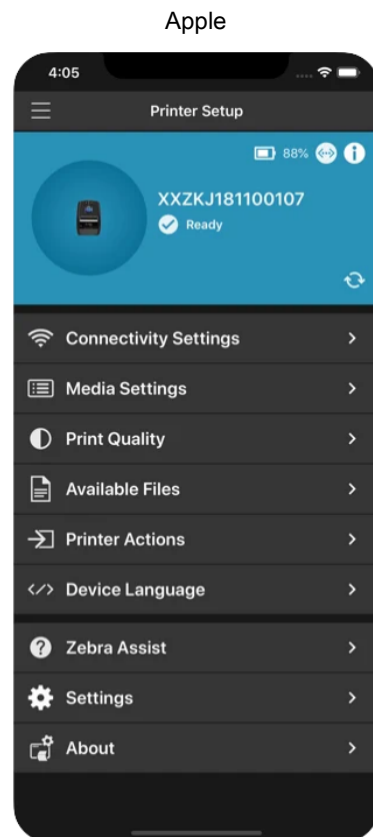 Apple
4:05
Printer Setup
88%
XXZKJ181100107
Ready
Connectivity Settings
Media Settings
Print Quality
Available Files
Printer Actions
Device Language
Zebra Assist
Settings
About